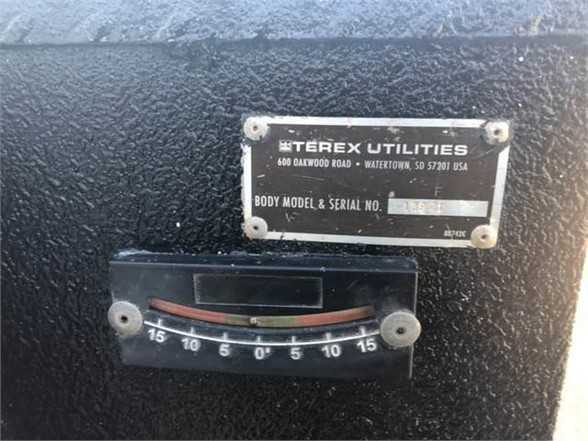 TEREX UTILITIES
600 OAKWOOD ROAD • WATERTOWN, SD 57201 USA
BODY MODEL & SERIAL NO.
15 10 5 0° 5 10 15